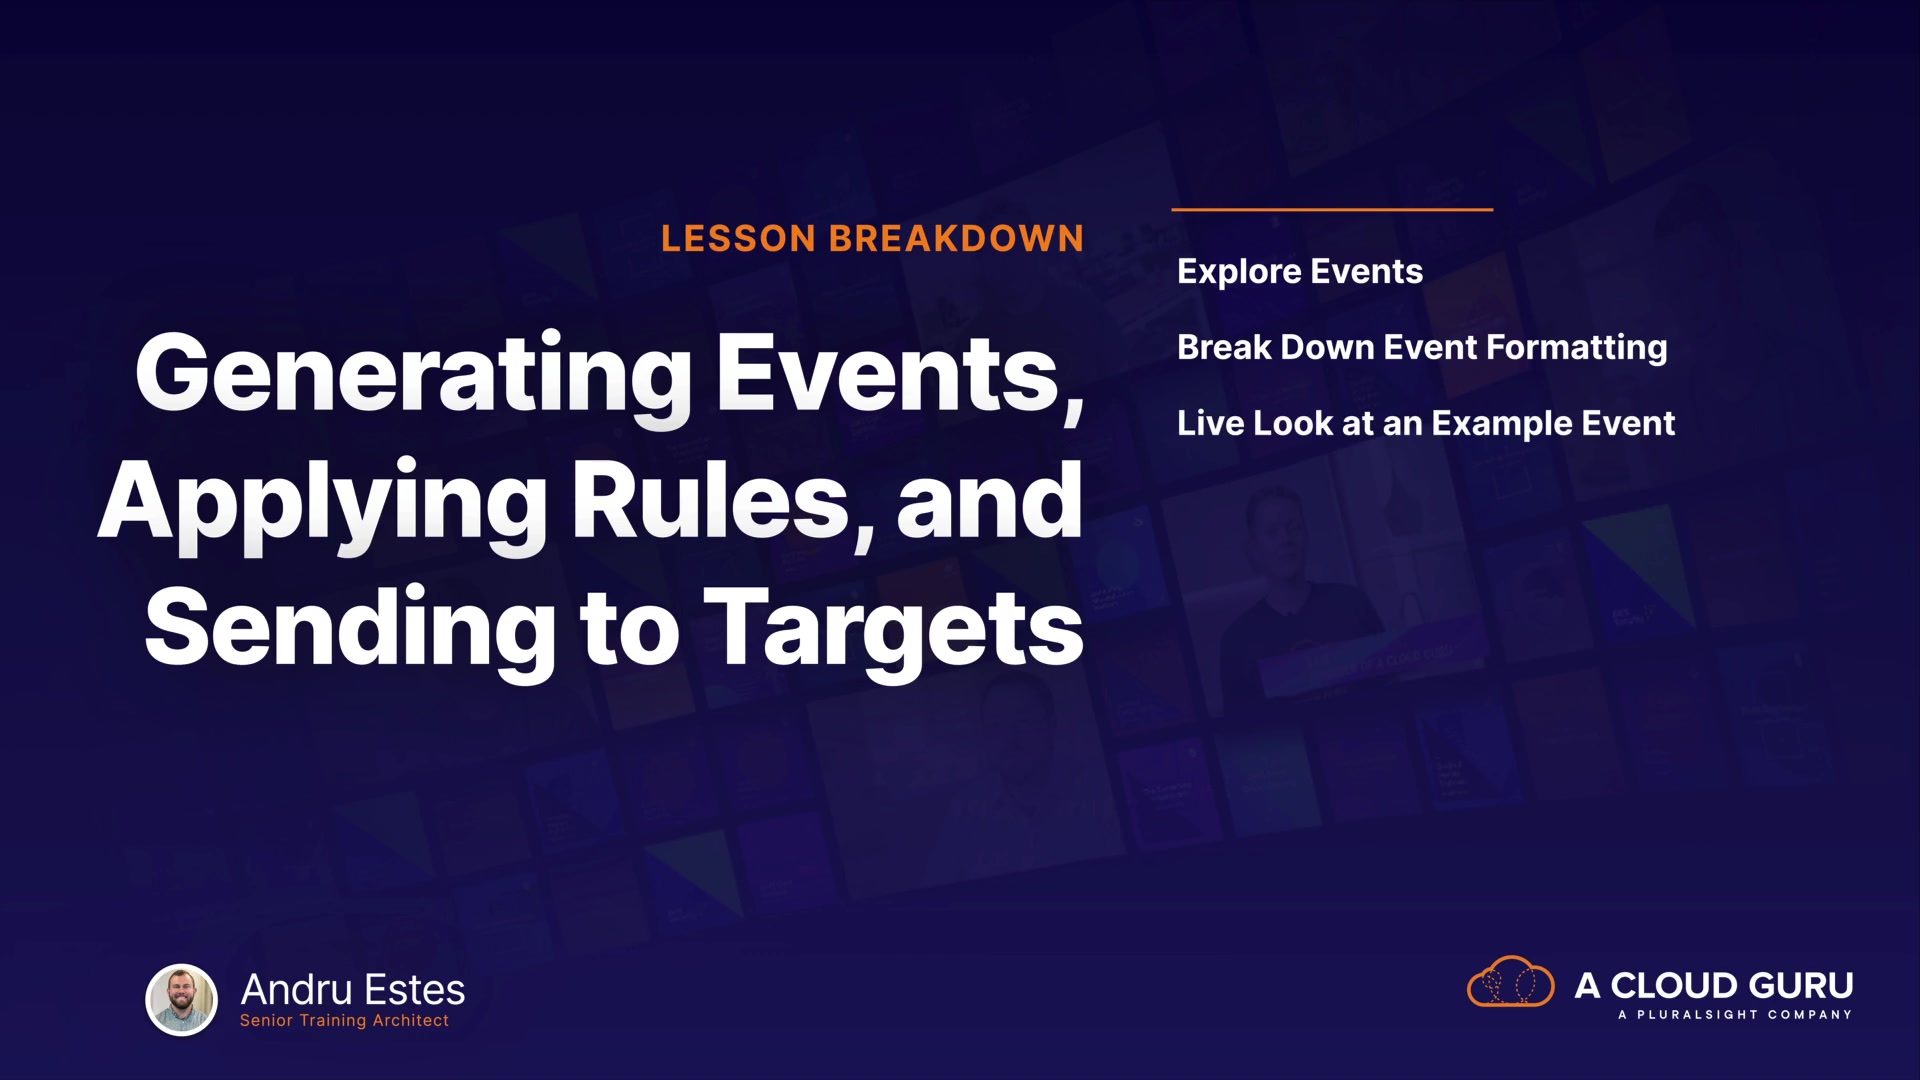 LESSON BREAKDOWN
Generating Events,
Applying Rules, and
Sending to Targets
Explore Events
Break Down Event Formatting
Live Look at an Example Event
Andru Estes
Senior Training Architect
A CLOUD GURU
A PLURALSIGHT COMPANY